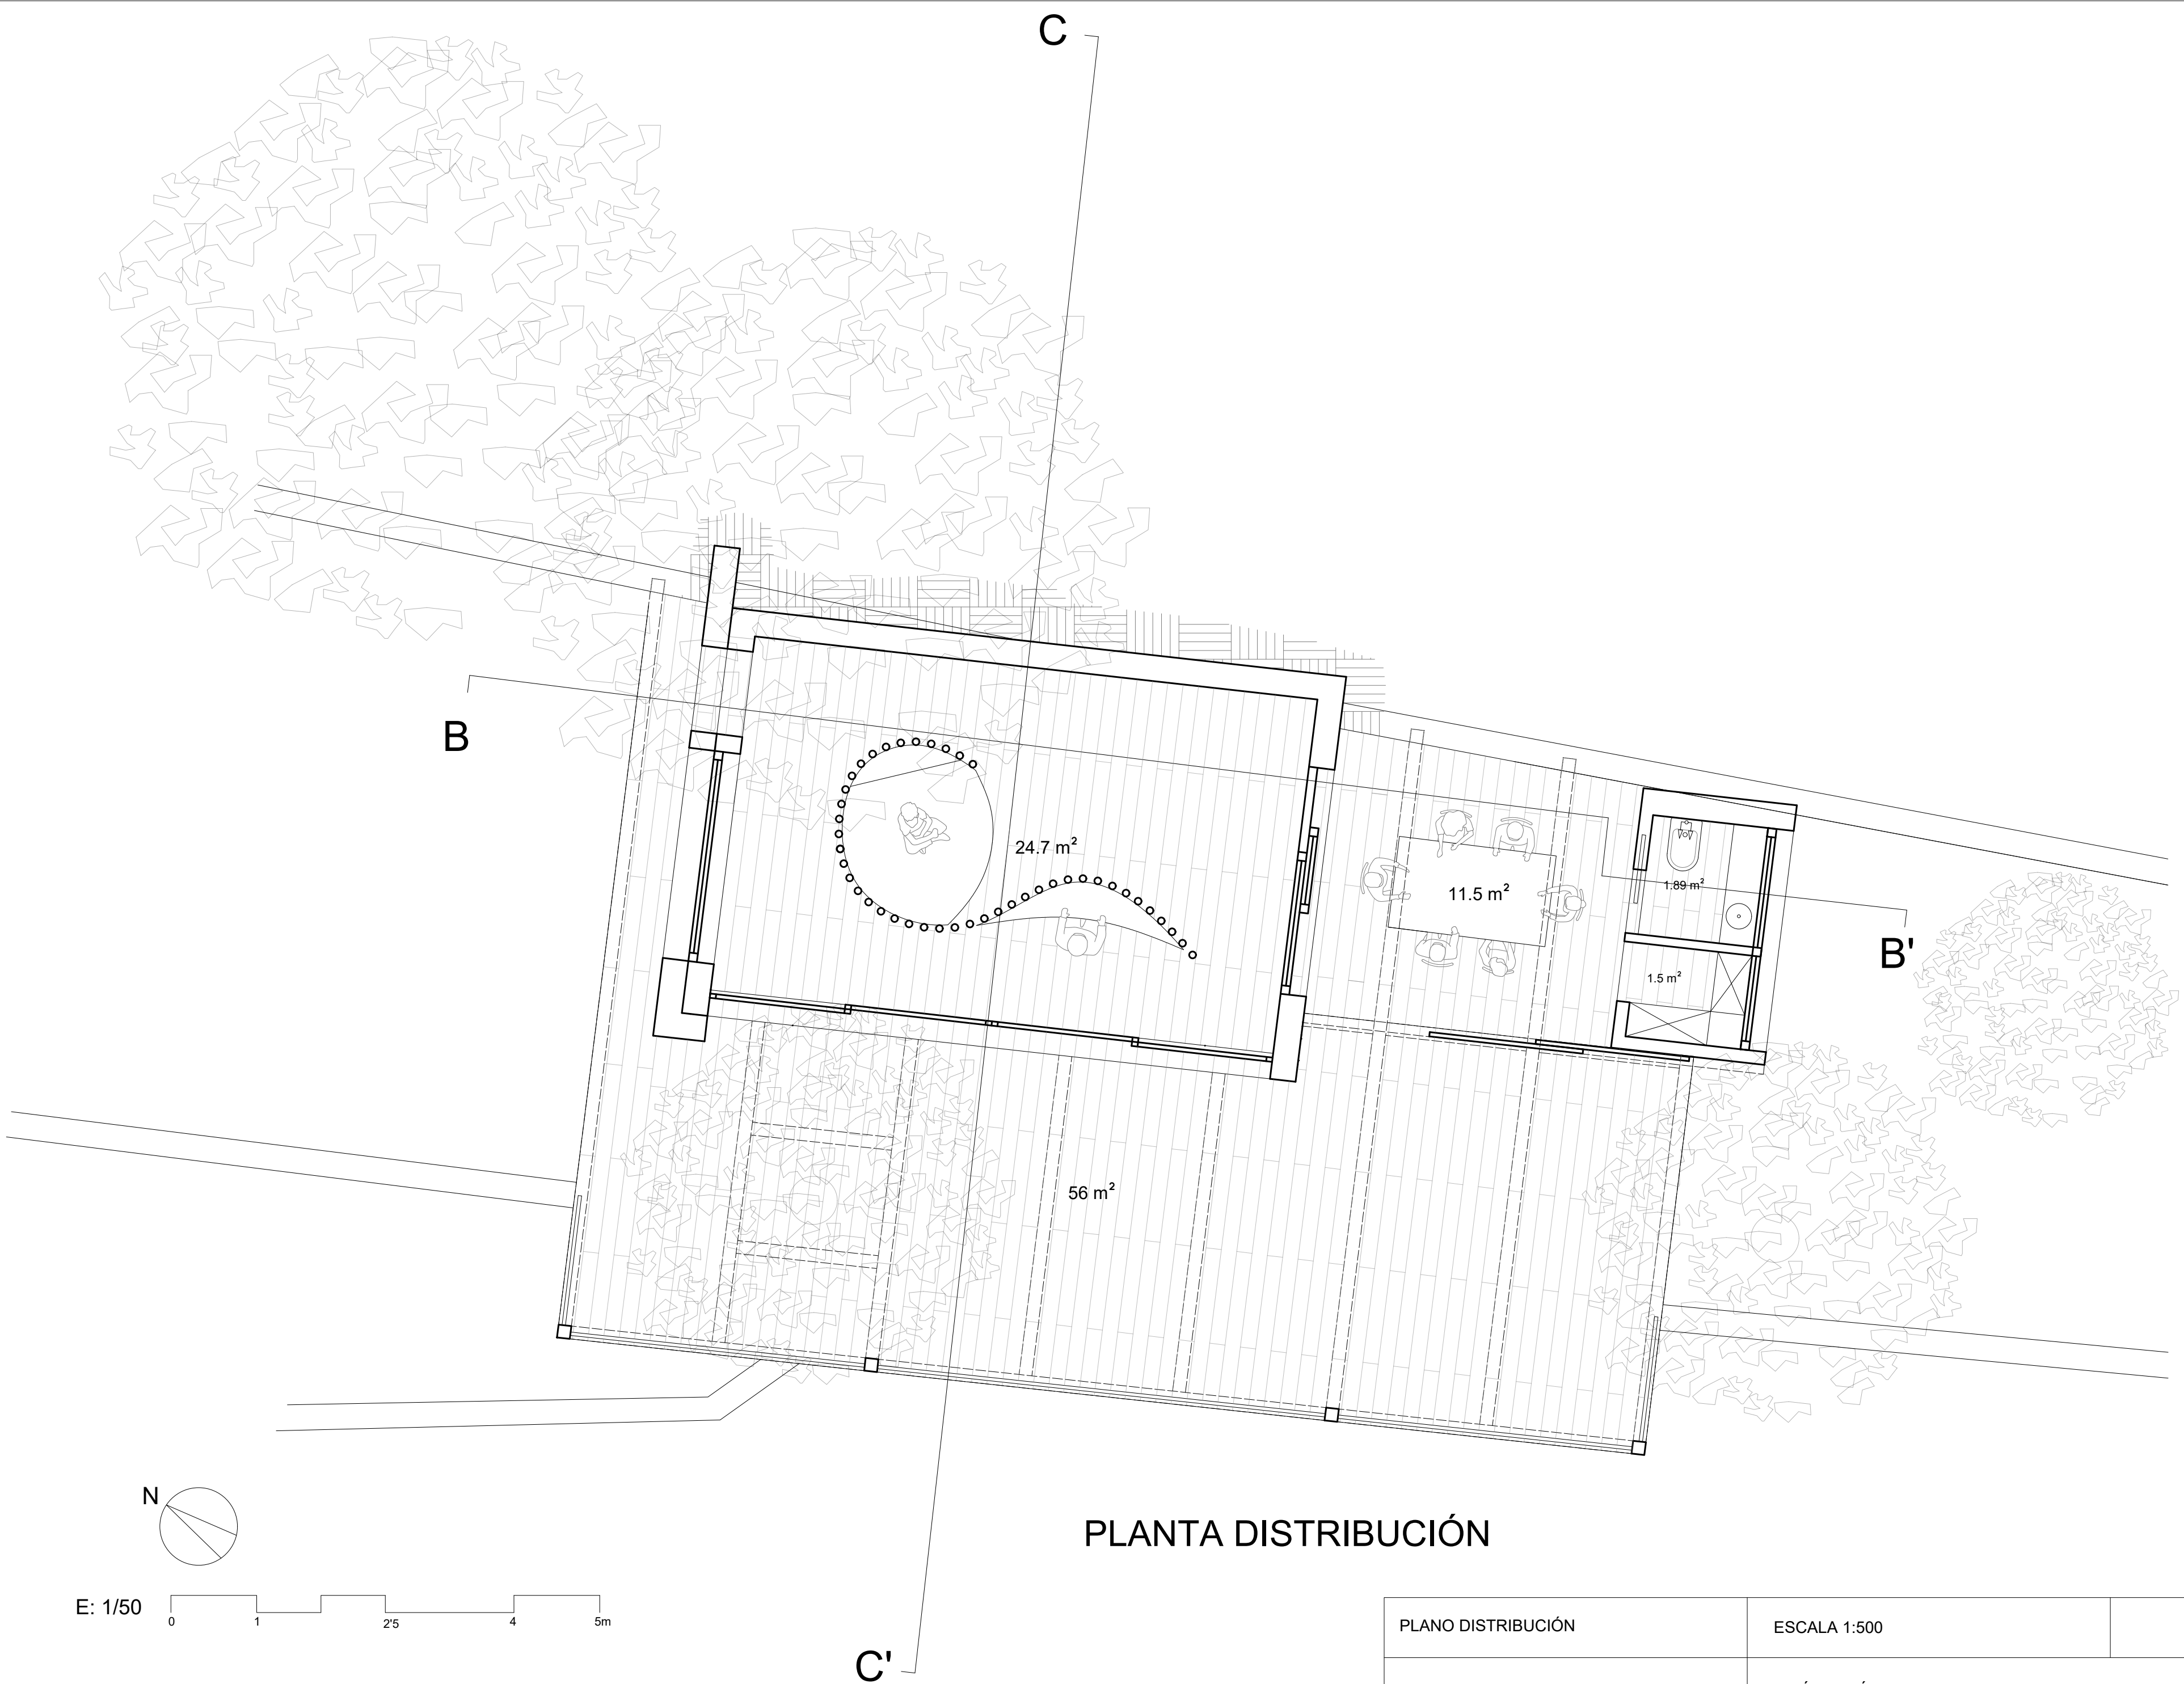 C
B
24.7 m²
11.5 m²
1.89 m²
B'
1.5 m²
56 m²
N
PLANTA DISTRIBUCIÓN
E: 1/50
0 1 2'5 4 5m
PLANO DISTRIBUCIÓN ESCALA 1:500
C'